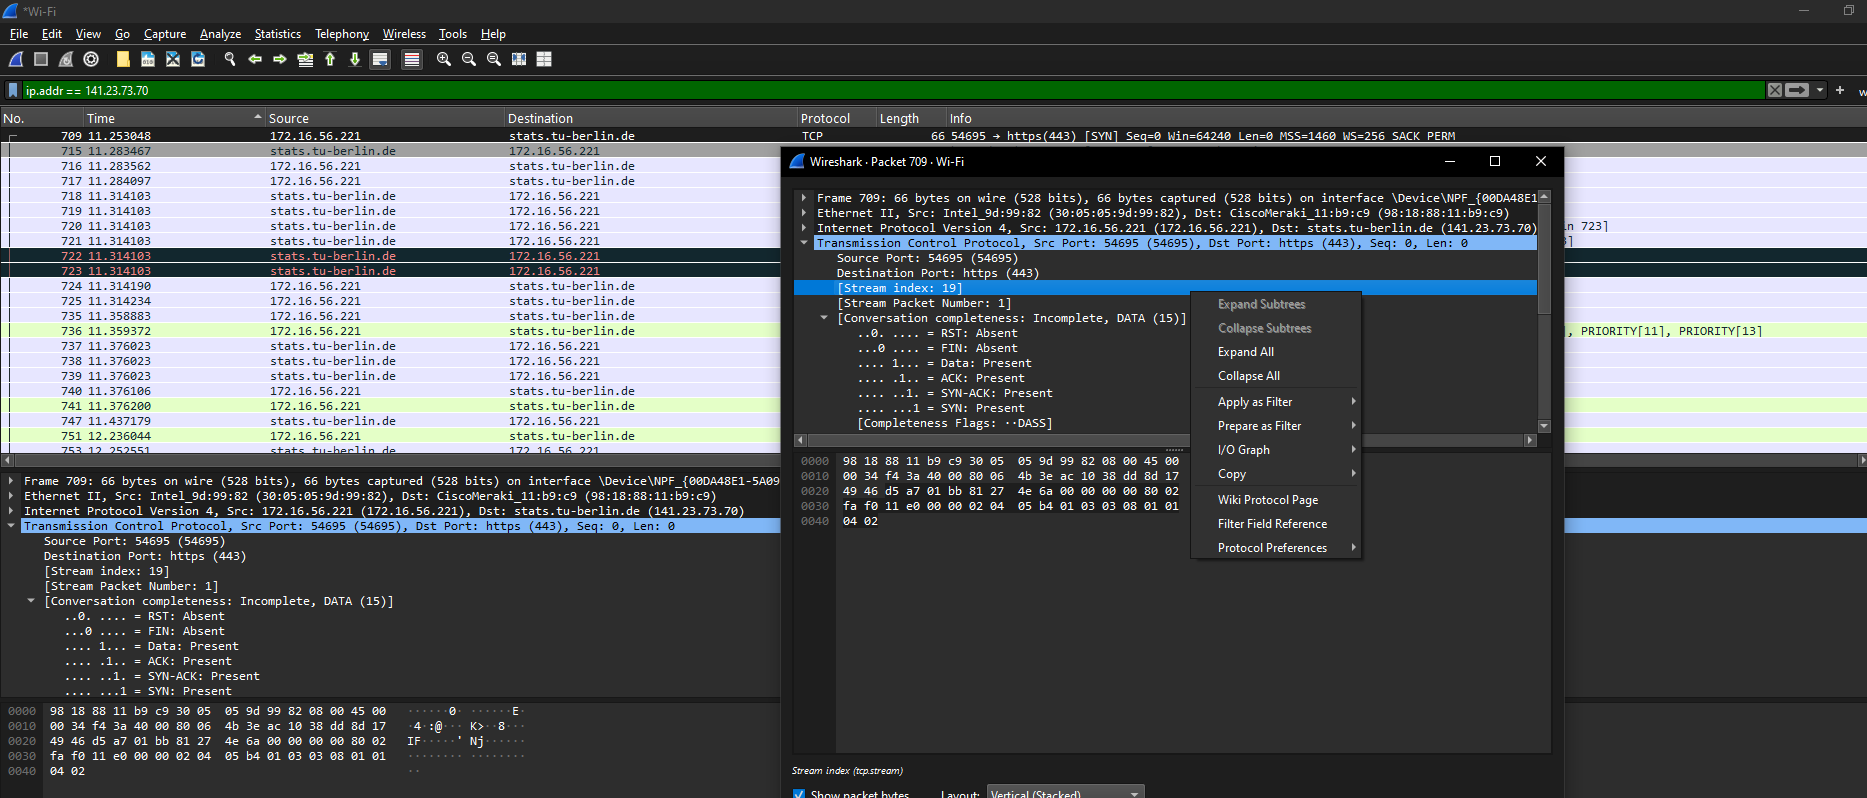 *Wi-Fi
File Edit View Go Capture Analyze Statistics Telephony Wireless Tools Help
ip.addr == 141.23.73.70
No. Time Source Destination Protocol Length Info
709 11.253048 172.16.56.221 stats.tu-berlin.de TCP 66 54695 → https(443) [SYN] Seq=0 Win=64240 Len=0 MSS=1460 WS=256 SACK PERM
715 11.283467 stats.tu-berlin.de 172.16.56.221
716 11.283562 172.16.56.221 stats.tu-berlin.de
717 11.284097 172.16.56.221 stats.tu-berlin.de
718 11.314103 stats.tu-berlin.de 172.16.56.221
719 11.314103 stats.tu-berlin.de 172.16.56.221
720 11.314103 stats.tu-berlin.de 172.16.56.221 in 723]
721 11.314103 stats.tu-berlin.de 172.16.56.221
722 11.314103 stats.tu-berlin.de 172.16.56.221
723 11.314103 stats.tu-berlin.de 172.16.56.221
724 11.314190 172.16.56.221 stats.tu-berlin.de
725 11.314234 172.16.56.221 stats.tu-berlin.de
735 11.358883 172.16.56.221 stats.tu-berlin.de
736 11.359372 172.16.56.221 stats.tu-berlin.de ], PRIORITY[11], PRIORITY[13]
737 11.376023 stats.tu-berlin.de 172.16.56.221
738 11.376023 stats.tu-berlin.de 172.16.56.221
739 11.376023 stats.tu-berlin.de 172.16.56.221
740 11.376106 172.16.56.221 stats.tu-berlin.de
741 11.376200 172.16.56.221 stats.tu-berlin.de
747 11.437179 stats.tu-berlin.de 172.16.56.221
751 12.236044 172.16.56.221 stats.tu-berlin.de
753 12.252551 stats.tu-berlin.de 172.16.56.221
Frame 709: 66 bytes on wire (528 bits), 66 bytes captured (528 bits) on interface \Device\NPF_{00DA48E1-5A09
Ethernet II, Src: Intel_9d:99:82 (30:05:05:9d:99:82), Dst: CiscoMeraki_11:b9:c9 (98:18:88:11:b9:c9)
Internet Protocol Version 4, Src: 172.16.56.221 (172.16.56.221), Dst: stats.tu-berlin.de (141.23.73.70)
Transmission Control Protocol, Src Port: 54695 (54695), Dst Port: https (443), Seq: 0, Len: 0
Source Port: 54695 (54695)
Destination Port: https (443)
[Stream index: 19]
[Stream Packet Number: 1]
[Conversation completeness: Incomplete, DATA (15)]
..0. .... = RST: Absent
...0 .... = FIN: Absent
.... 1... = Data: Present
.... .1.. = ACK: Present
.... ..1. = SYN-ACK: Present
.... ...1 = SYN: Present
0000 98 18 88 11 b9 c9 30 05 05 9d 99 82 08 00 45 00 ······0· ······E·
0010 00 34 f4 3a 40 00 80 06 4b 3e ac 10 38 dd 8d 17 ·4·:@··· K>··8···
0020 49 46 d5 a7 01 bb 81 27 4e 6a 00 00 00 00 80 02 IF·····' Nj······
0030 fa f0 11 e0 00 00 02 04 05 b4 01 03 03 08 01 01 ········ ········
0040 04 02 ··
Wireshark · Packet 709 · Wi-Fi
Frame 709: 66 bytes on wire (528 bits), 66 bytes captured (528 bits) on interface \Device\NPF_{00DA48E1
Ethernet II, Src: Intel_9d:99:82 (30:05:05:9d:99:82), Dst: CiscoMeraki_11:b9:c9 (98:18:88:11:b9:c9)
Internet Protocol Version 4, Src: 172.16.56.221 (172.16.56.221), Dst: stats.tu-berlin.de (141.23.73.70)
Transmission Control Protocol, Src Port: 54695 (54695), Dst Port: https (443), Seq: 0, Len: 0
Source Port: 54695 (54695)
Destination Port: https (443)
[Stream index: 19]
[Stream Packet Number: 1]
[Conversation completeness: Incomplete, DATA (15)]
..0. .... = RST: Absent
...0 .... = FIN: Absent
.... 1... = Data: Present
.... .1.. = ACK: Present
.... ..1. = SYN-ACK: Present
.... ...1 = SYN: Present
[Completeness Flags: ··DASS]
0000 98 18 88 11 b9 c9 30 05 05 9d 99 82 08 00 45 00
0010 00 34 f4 3a 40 00 80 06 4b 3e ac 10 38 dd 8d 17
0020 49 46 d5 a7 01 bb 81 27 4e 6a 00 00 00 00 80 02
0030 fa f0 11 e0 00 00 02 04 05 b4 01 03 03 08 01 01
0040 04 02
Expand Subtrees
Collapse Subtrees
Expand All
Collapse All
Apply as Filter
Prepare as Filter
I/O Graph
Copy
Wiki Protocol Page
Filter Field Reference
Protocol Preferences
Stream index (tcp.stream)
Show packet bytes Layout: Vertical (Stacked)